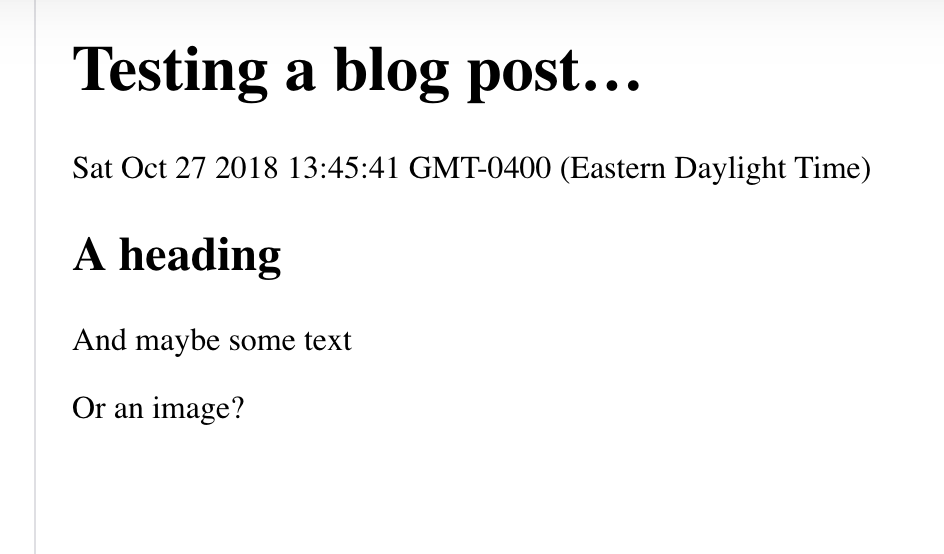 Testing a blog post…
Sat Oct 27 2018 13:45:41 GMT-0400 (Eastern Daylight Time)
A heading
And maybe some text
Or an image?